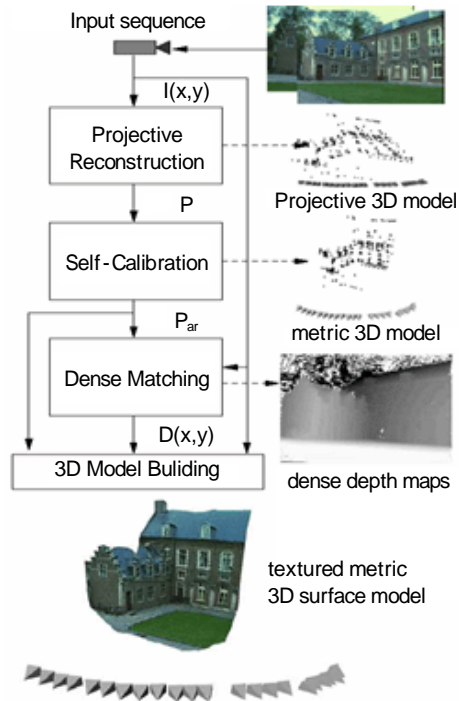 Input sequence
I(x,y)
Projective
Reconstruction
Projective 3D model
P
Self-Calibration
metric 3D model
Par
Dense Matching
D(x,y)
dense depth maps
3D Model Buliding
textured metric
3D surface model